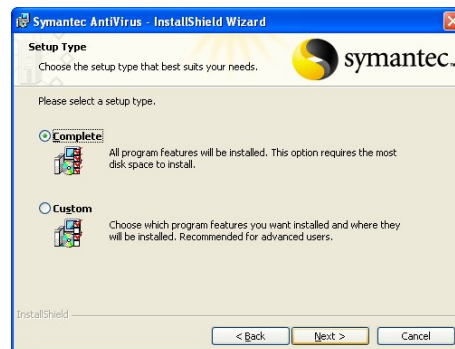 Symantec AntiVirus - InstallShield Wizard
Setup Type
Choose the setup type that best suits your needs.
symantec.
Please select a setup type.
Complete
All program features will be installed. This option requires the most
disk space to install.
Custom
Choose which program features you want installed and where they
will be installed. Recommended for advanced users.
InstallShield
< Back
Next >
Cancel